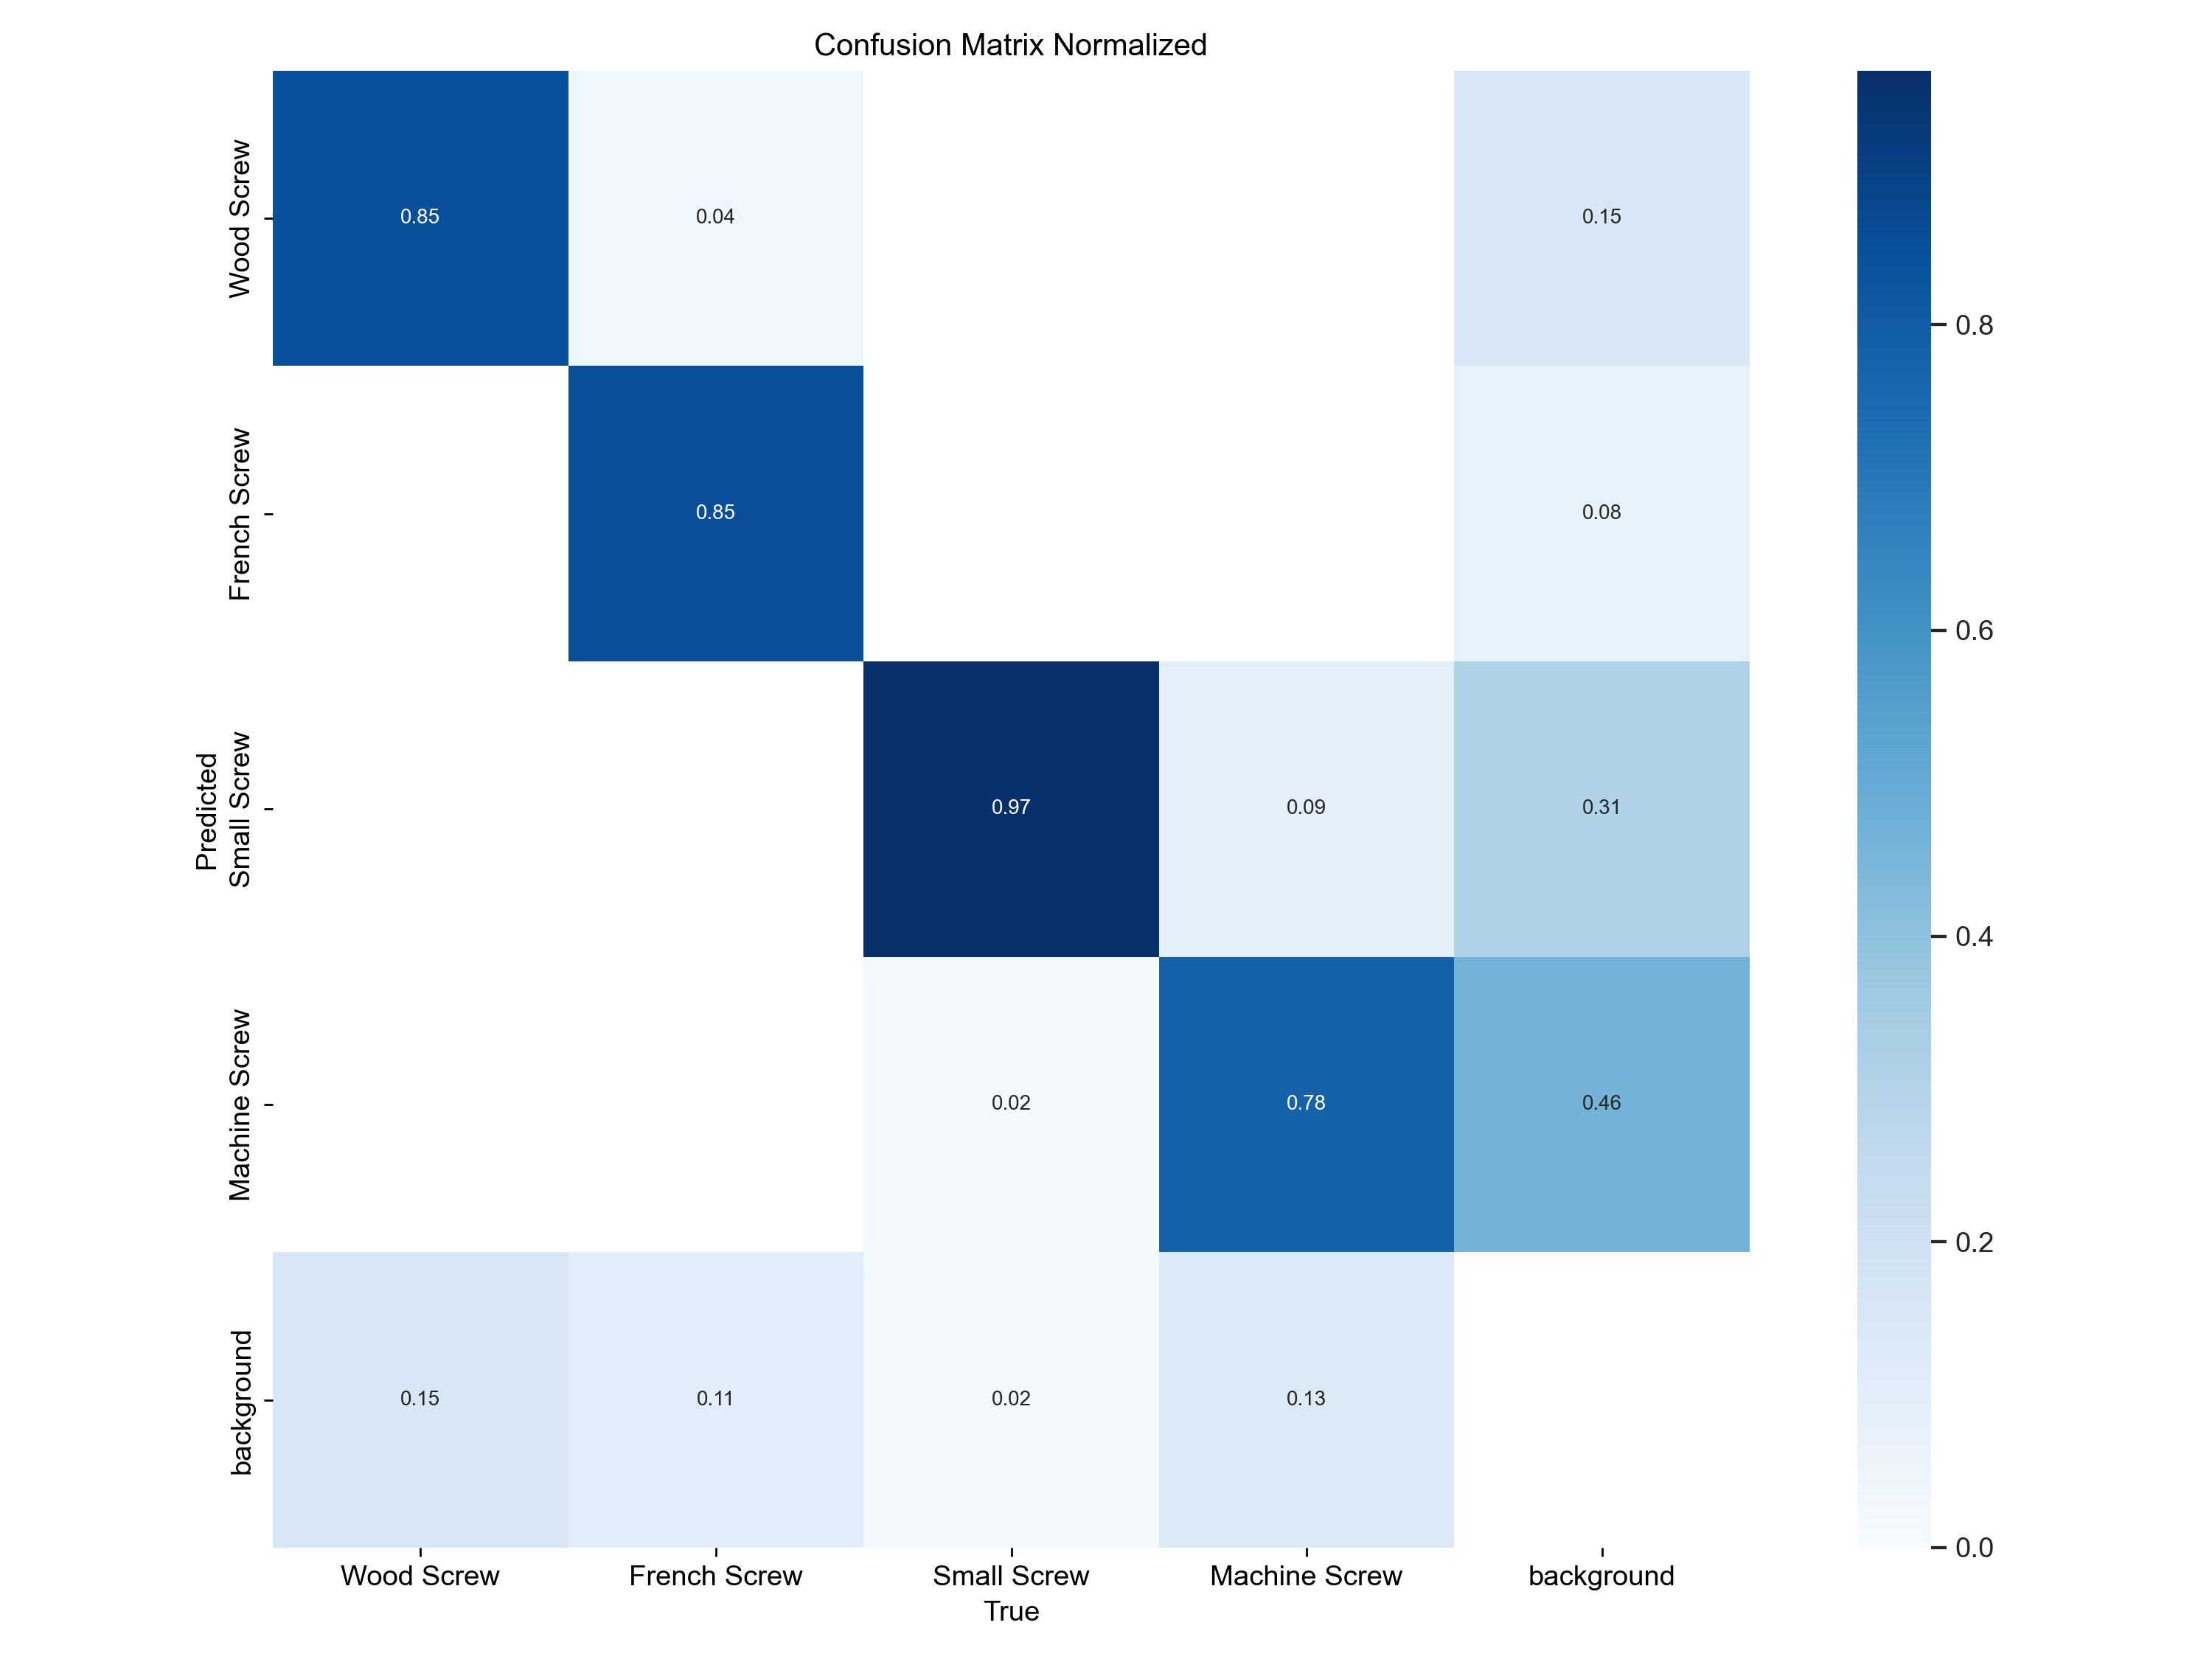 Confusion Matrix Normalized
Predicted
Wood Screw
0.85
0.04
0.15
French Screw
0.85
0.08
Small Screw
0.97
0.09
0.31
Machine Screw
0.02
0.78
0.46
background
0.15
0.11
0.02
0.13
Wood Screw
French Screw
Small Screw
Machine Screw
background
True
0.8
0.6
0.4
0.2
0.0